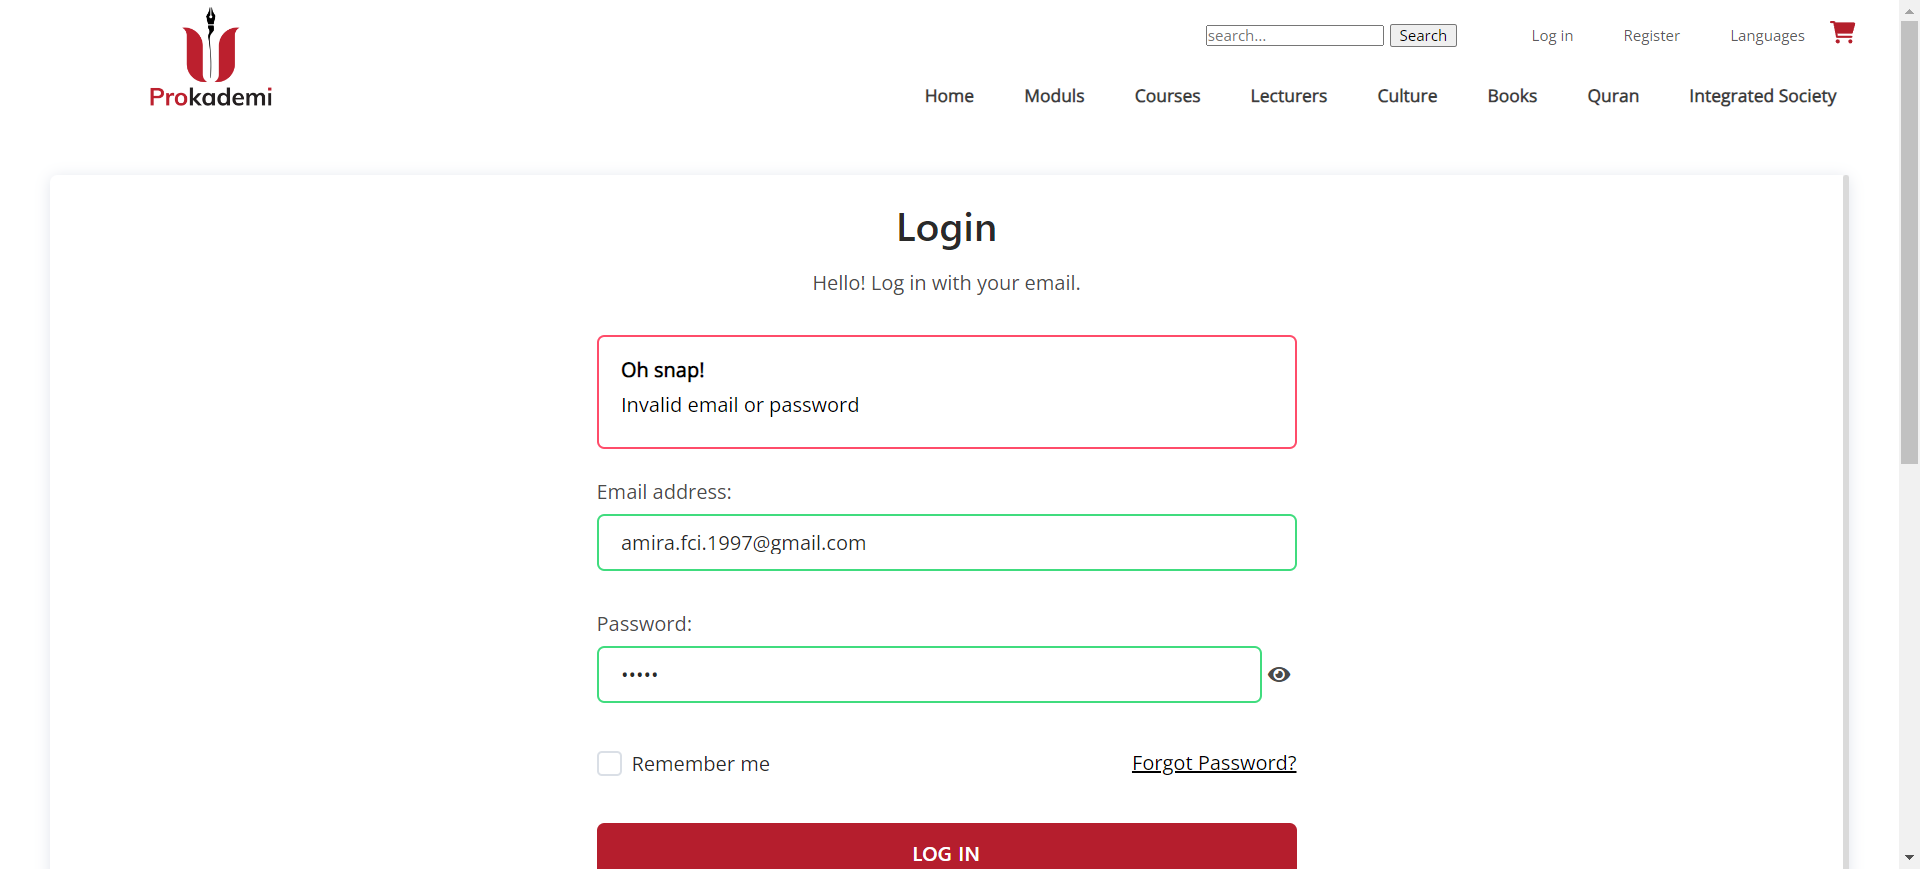 Prokademi
search...
Search
Log in
Register
Languages
Home
Moduls
Courses
Lecturers
Culture
Books
Quran
Integrated Society
Login
Hello! Log in with your email.
Oh snap!
Invalid email or password
Email address:
amira.fci.1997@gmail.com
Password:
•••••
Remember me
Forgot Password?
LOG IN